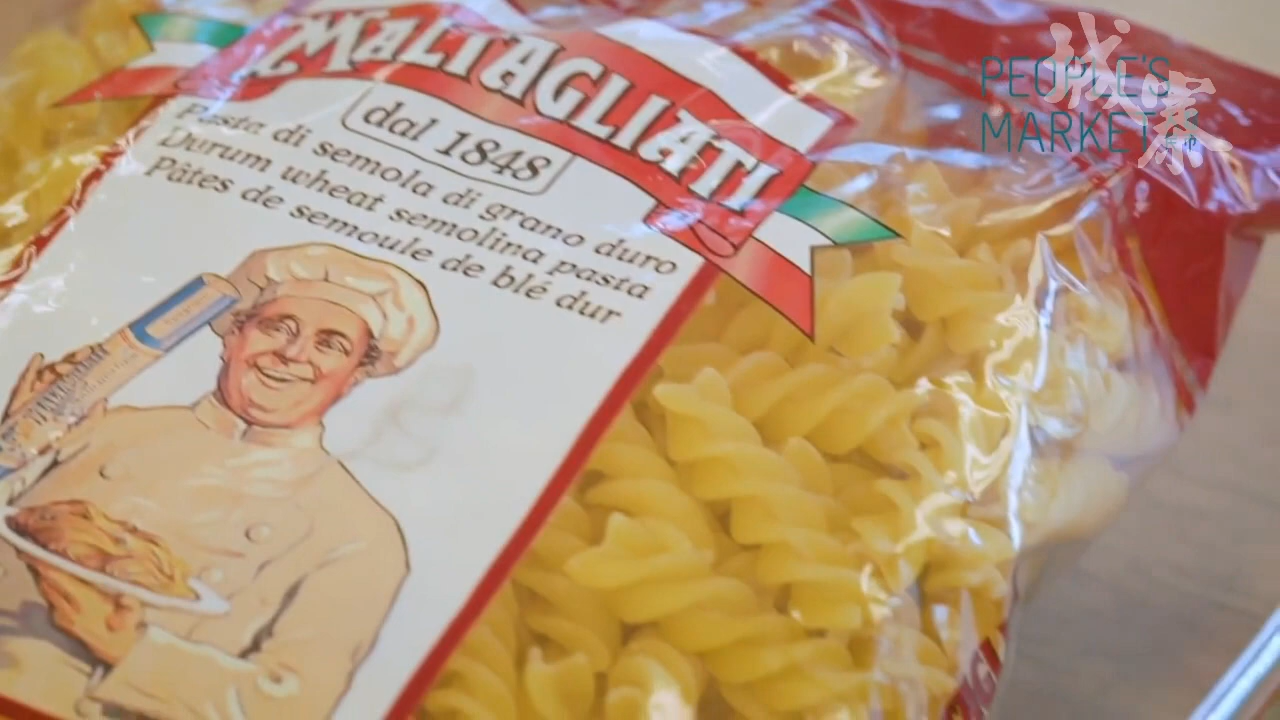 MALTAGLIATI
dal 1848
Pasta di semola di grano duro
Durum wheat semolina pasta
Pâtes de semoule de blé dur
PEOPLE'S
MARKET